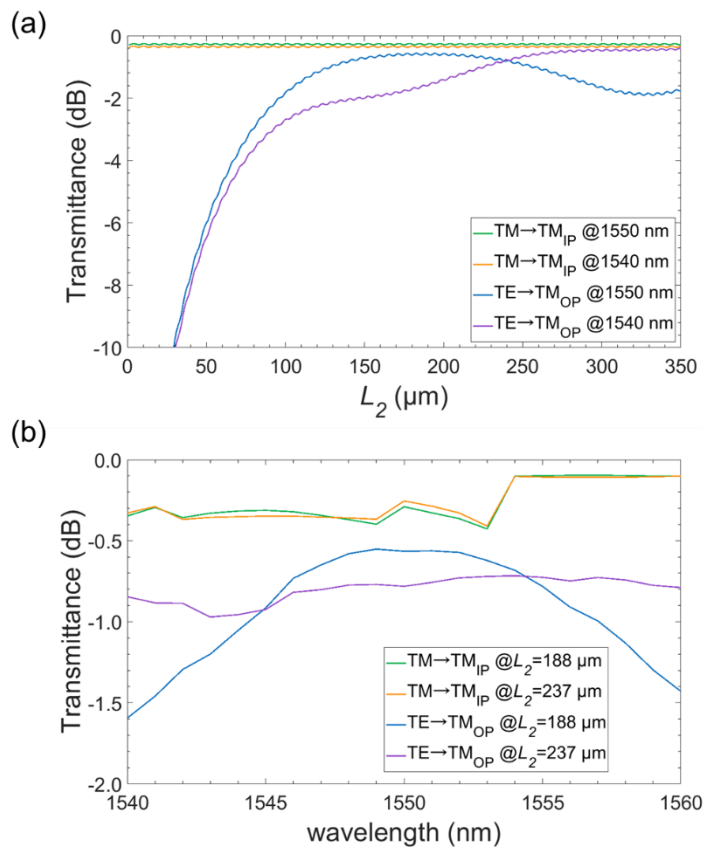 (a)
Transmittance (dB)
0
-2
-4
-6
-8
-10
0 50 100 150 200 250 300 350
L2 (μm)
TM→TMIP @1550 nm
TM→TMIP @1540 nm
TE→TMOP @1550 nm
TE→TMOP @1540 nm
(b)
Transmittance (dB)
0.0
-0.5
-1.0
-1.5
-2.0
1540 1545 1550 1555 1560
wavelength (nm)
TM→TMIP @L2=188 μm
TM→TMIP @L2=237 μm
TE→TMOP @L2=188 μm
TE→TMOP @L2=237 μm